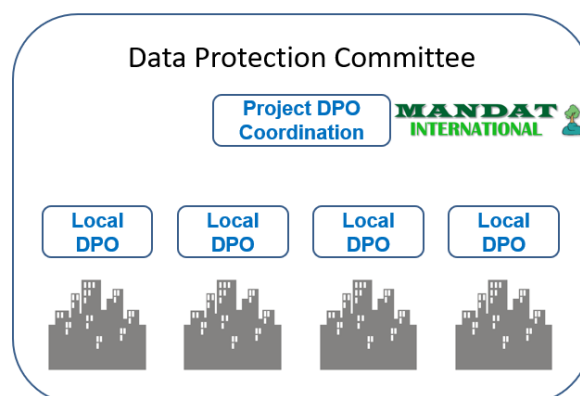 Data Protection Committee
Project DPO
Coordination
MANDAT
INTERNATIONAL
Local
DPO
Local
DPO
Local
DPO
Local
DPO